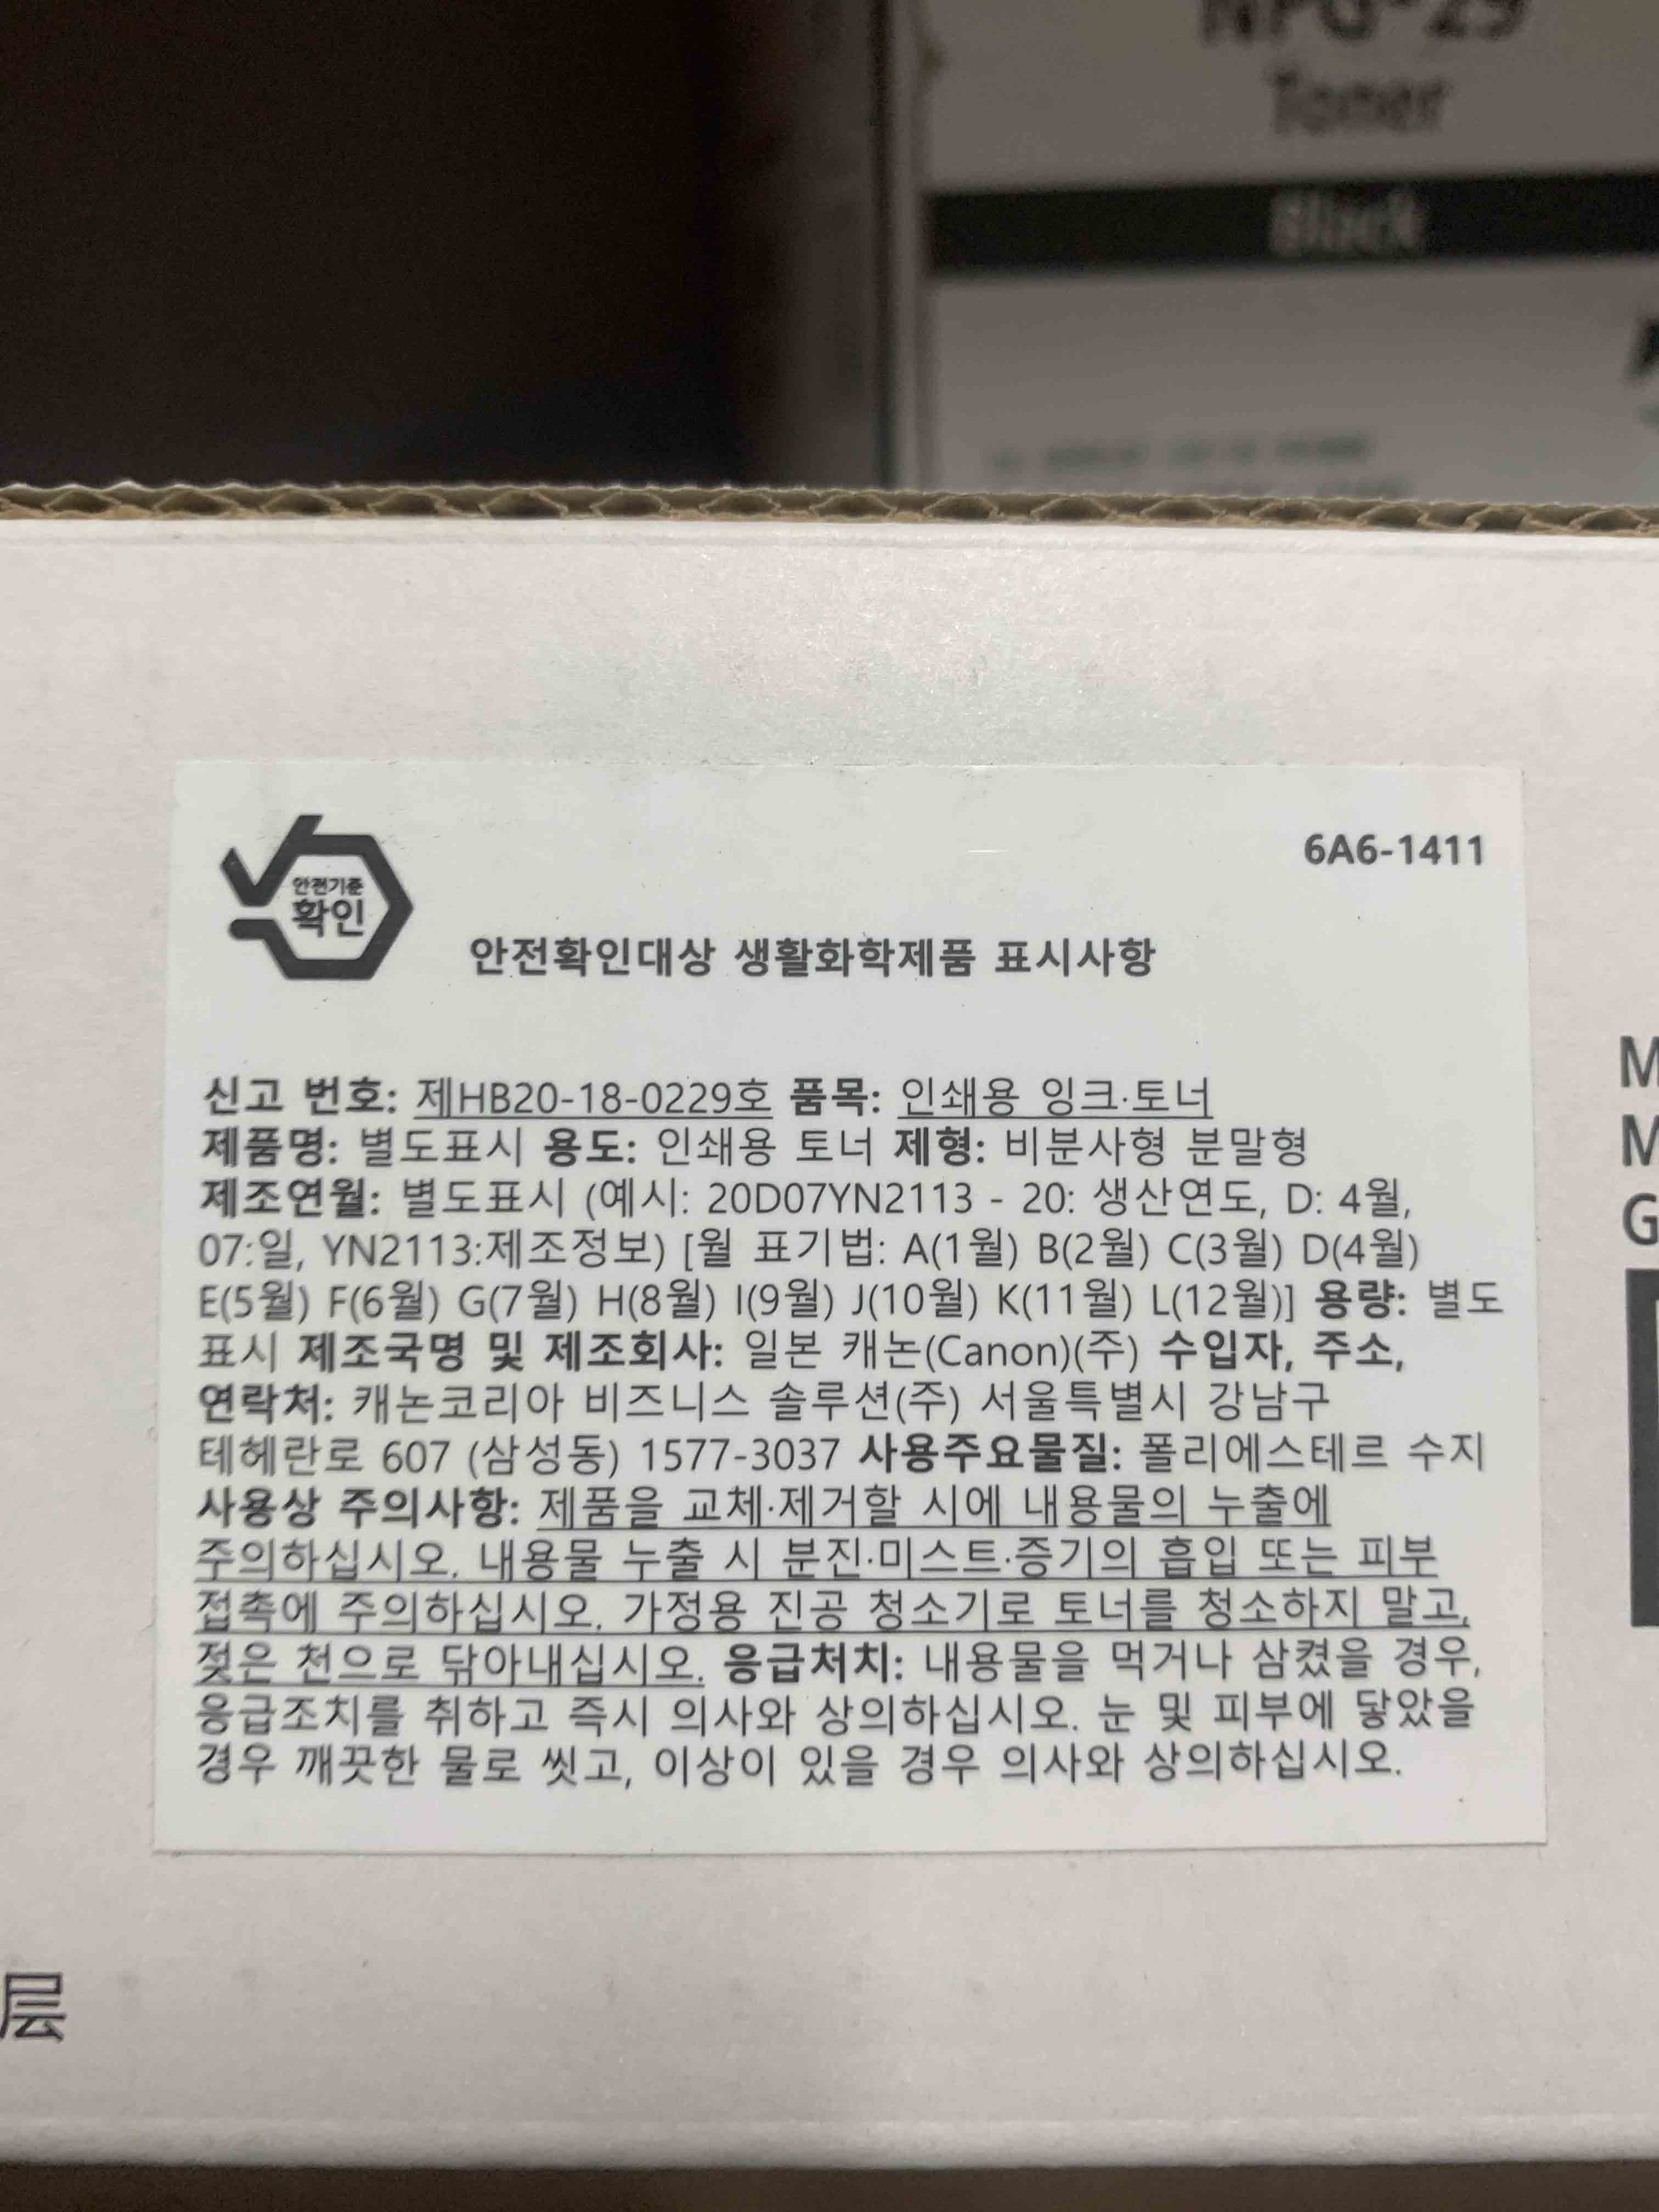 NPG-29
Toner
Black
안전기준
확인
6A6-1411
안전확인대상 생활화학제품 표시사항
신고 번호: 제HB20-18-0229호 품목: 인쇄용 잉크·토너
제품명: 별도표시 용도: 인쇄용 토너 제형: 비분사형 분말형
제조연월: 별도표시 (예시: 20D07YN2113 - 20: 생산연도, D: 4월,
07:일, YN2113:제조정보) [월 표기법: A(1월) B(2월) C(3월) D(4월)
E(5월) F(6월) G(7월) H(8월) I(9월) J(10월) K(11월) L(12월)] 용량: 별도
표시 제조국명 및 제조회사: 일본 캐논(Canon)(주) 수입자, 주소,
연락처: 캐논코리아 비즈니스 솔루션(주) 서울특별시 강남구
테헤란로 607 (삼성동) 1577-3037 사용주요물질: 폴리에스테르 수지
사용상 주의사항: 제품을 교체·제거할 시에 내용물의 누출에
주의하십시오. 내용물 누출 시 분진·미스트·증기의 흡입 또는 피부
접촉에 주의하십시오. 가정용 진공 청소기로 토너를 청소하지 말고,
젖은 천으로 닦아내십시오. 응급처치: 내용물을 먹거나 삼켰을 경우,
응급조치를 취하고 즉시 의사와 상의하십시오. 눈 및 피부에 닿았을
경우 깨끗한 물로 씻고, 이상이 있을 경우 의사와 상의하십시오.
M
M
G
层